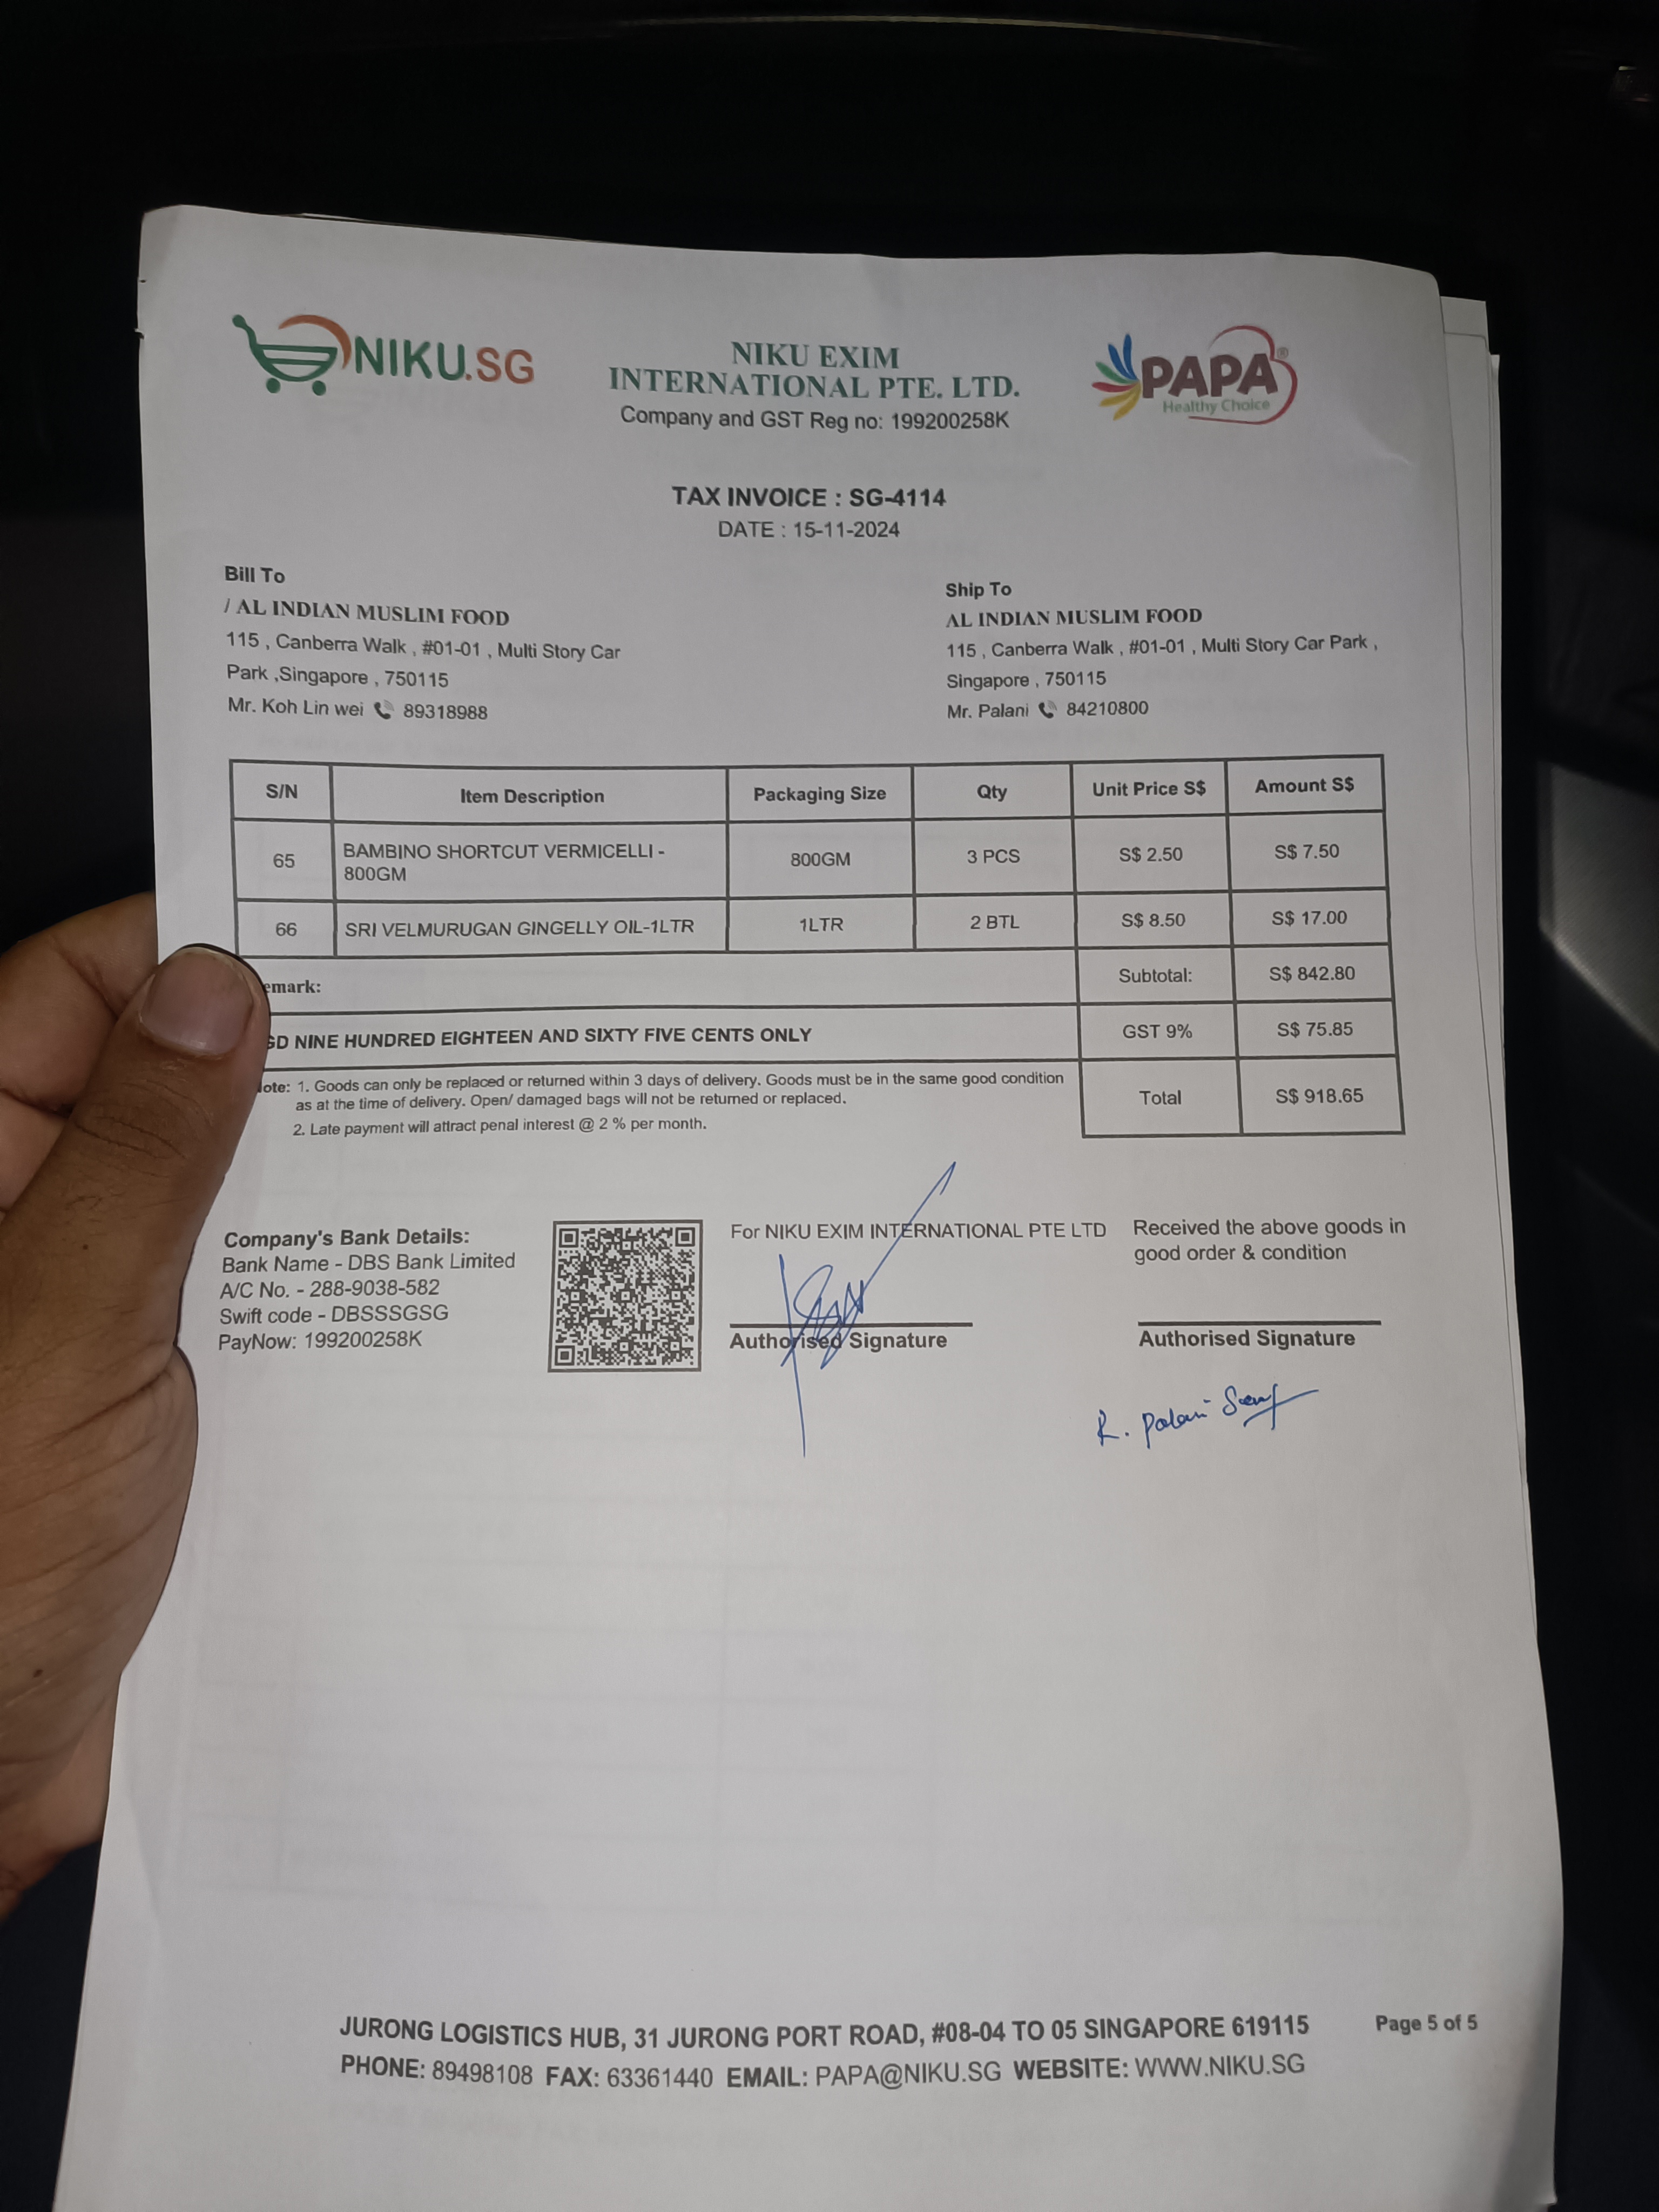 NIKU.SG
NIKU EXIM
INTERNATIONAL PTE. LTD.
Company and GST Reg no: 199200258K
PAPA®
Healthy Choice
TAX INVOICE : SG-4114
DATE : 15-11-2024
Bill To
/ AL INDIAN MUSLIM FOOD
115 , Canberra Walk , #01-01 , Multi Story Car
Park ,Singapore , 750115
Mr. Koh Lin wei 89318988
Ship To
AL INDIAN MUSLIM FOOD
115 , Canberra Walk , #01-01 , Multi Story Car Park ,
Singapore , 750115
Mr. Palani 84210800
S/N Item Description Packaging Size Qty Unit Price S$ Amount S$
65 BAMBINO SHORTCUT VERMICELLI - 800GM 3 PCS S$ 2.50 S$ 7.50
800GM
66 SRI VELMURUGAN GINGELLY OIL-1LTR 1LTR 2 BTL S$ 8.50 S$ 17.00
emark: Subtotal: S$ 842.80
GD NINE HUNDRED EIGHTEEN AND SIXTY FIVE CENTS ONLY GST 9% S$ 75.85
ote: 1. Goods can only be replaced or returned within 3 days of delivery. Goods must be in the same good condition
as at the time of delivery. Open/ damaged bags will not be returned or replaced.
2. Late payment will attract penal interest @ 2 % per month.
Total S$ 918.65
Company's Bank Details:
Bank Name - DBS Bank Limited
A/C No. - 288-9038-582
Swift code - DBSSSGSG
PayNow: 199200258K
For NIKU EXIM INTERNATIONAL PTE LTD
Authorised Signature
Received the above goods in
good order & condition
Authorised Signature
R. Palani
JURONG LOGISTICS HUB, 31 JURONG PORT ROAD, #08-04 TO 05 SINGAPORE 619115
Page 5 of 5
PHONE: 89498108 FAX: 63361440 EMAIL: PAPA@NIKU.SG WEBSITE: WWW.NIKU.SG